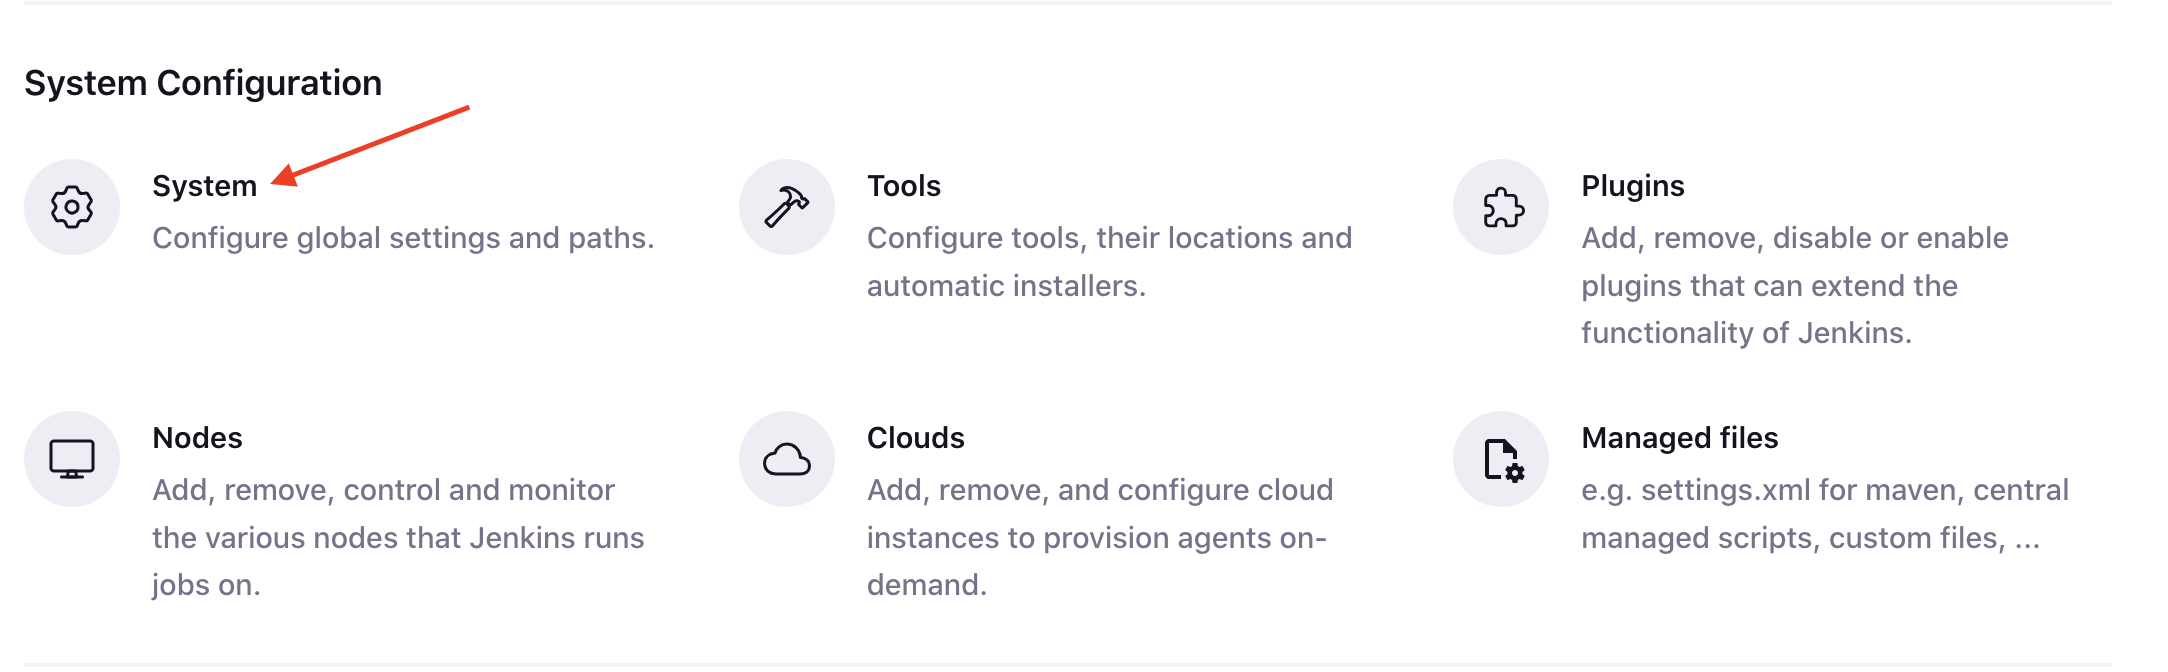 System Configuration
System
Configure global settings and paths.
Tools
Configure tools, their locations and
automatic installers.
Plugins
Add, remove, disable or enable
plugins that can extend the
functionality of Jenkins.
Nodes
Add, remove, control and monitor
the various nodes that Jenkins runs
jobs on.
Clouds
Add, remove, and configure cloud
instances to provision agents on-
demand.
Managed files
e.g. settings.xml for maven, central
managed scripts, custom files, ...